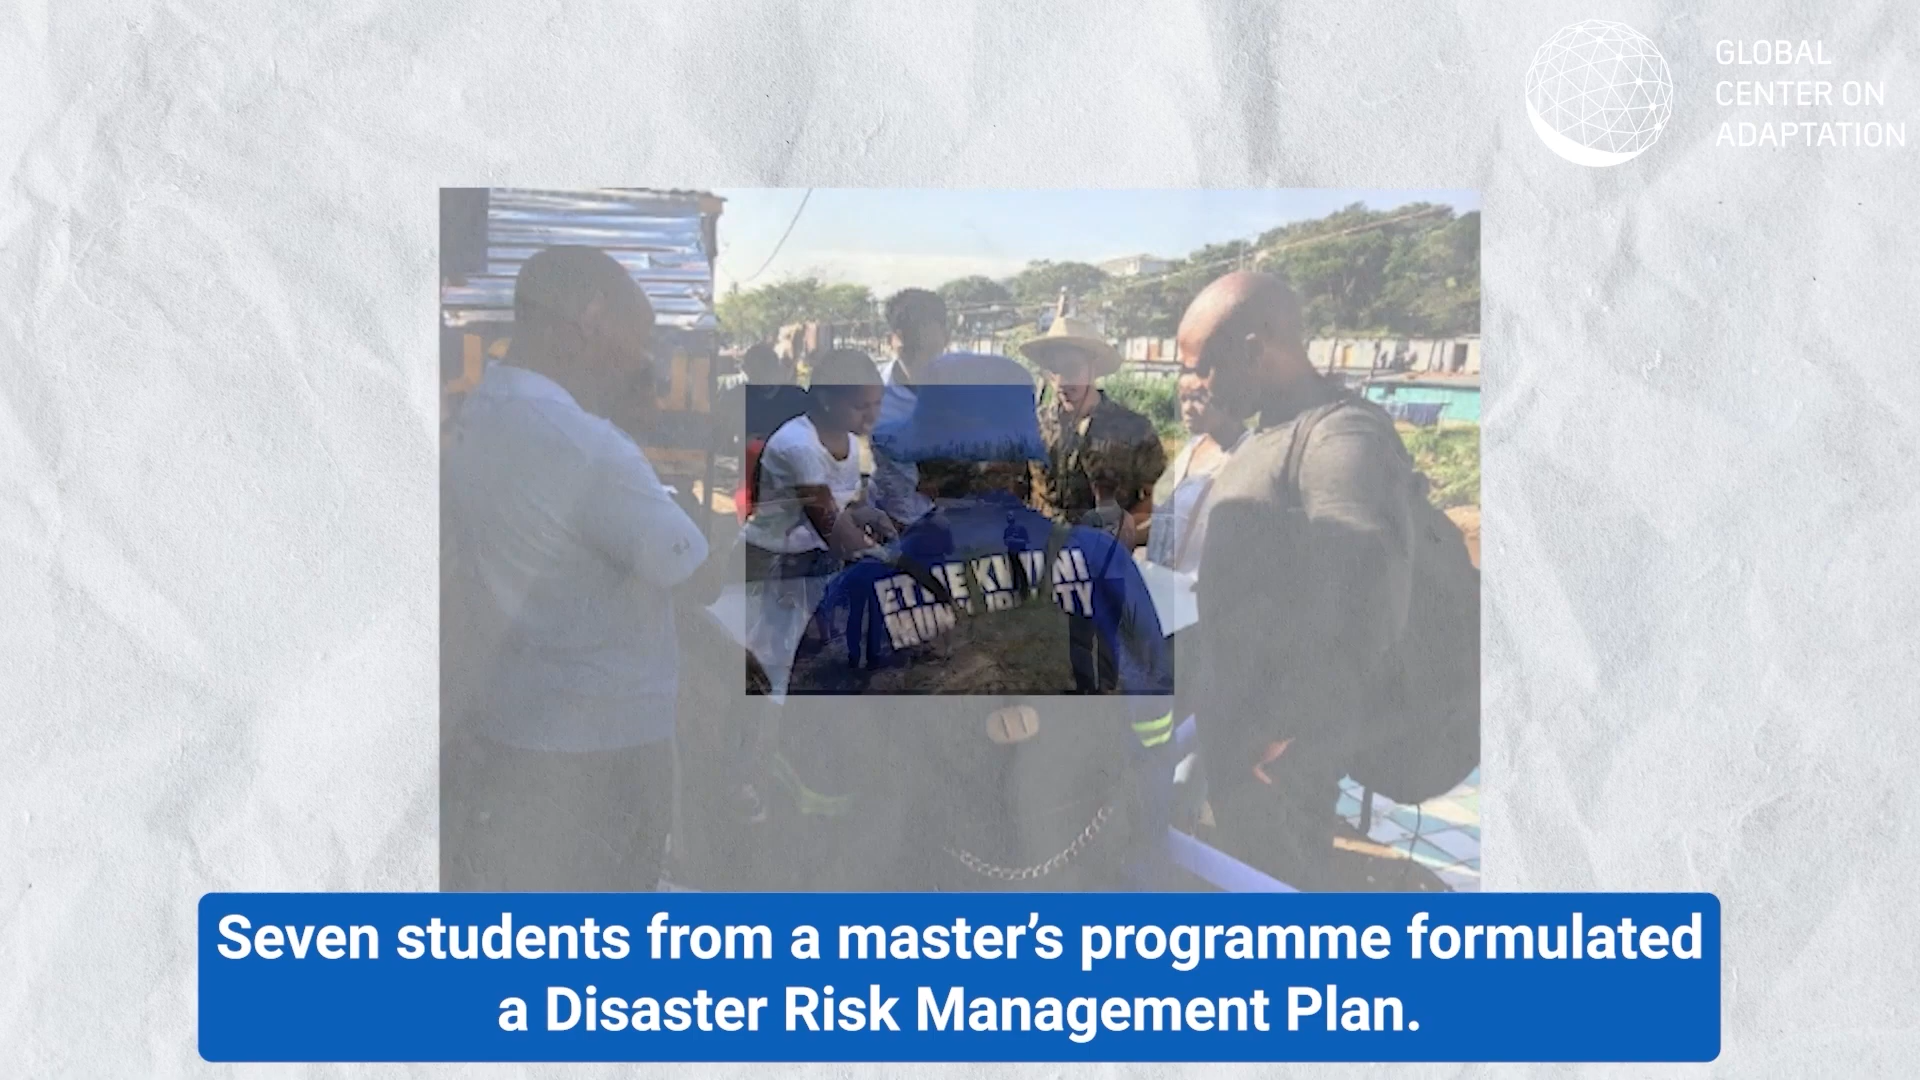 GLOBAL
CENTER ON
ADAPTATION
Seven students from a master’s programme formulated
a Disaster Risk Management Plan.